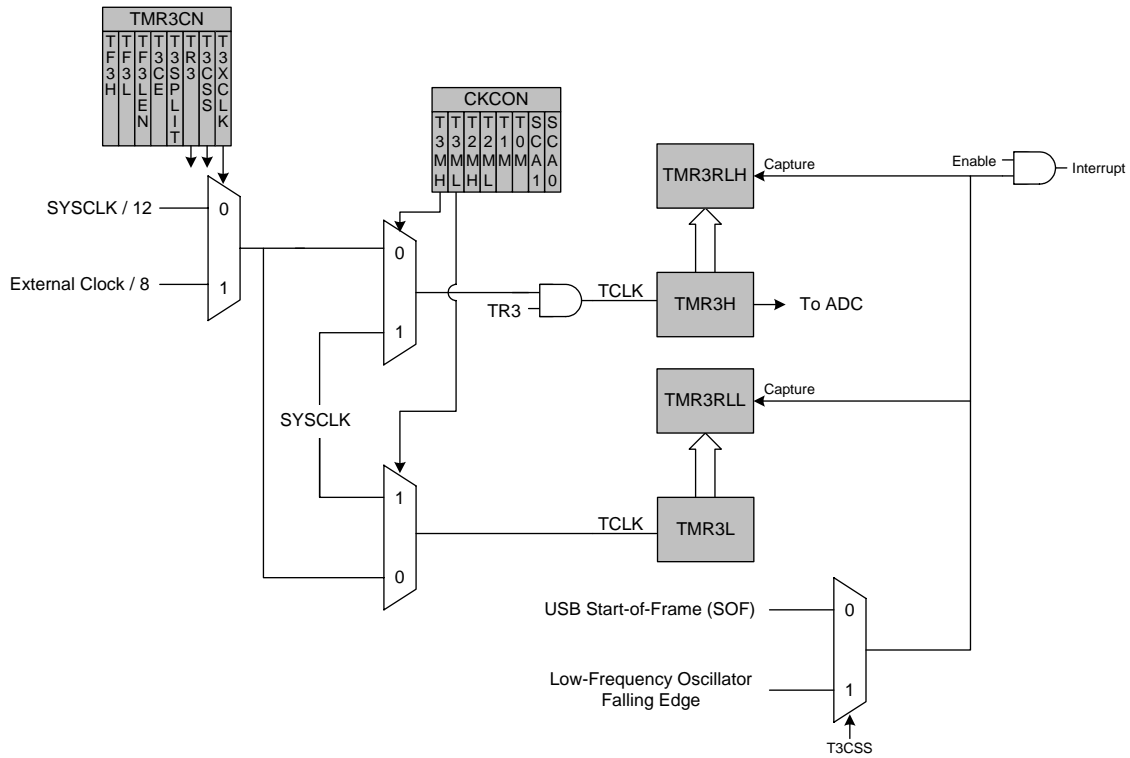 TMR3CN
TF3H
TF3L
TF3LEN
T3CE
T3SPLIT
TR3
T3CSS
T3XCLK
CKCON
T3MH
T3ML
T2MH
T2ML
T1M
T0M
SCA1
SCA0
SYSCLK / 12
0
External Clock / 8
1
0
1
SYSCLK
1
0
TR3
TCLK
TMR3RLH
Capture
Enable
Interrupt
TMR3H
To ADC
TMR3RLL
Capture
TCLK
TMR3L
USB Start-of-Frame (SOF)
0
Low-Frequency Oscillator
Falling Edge
1
T3CSS